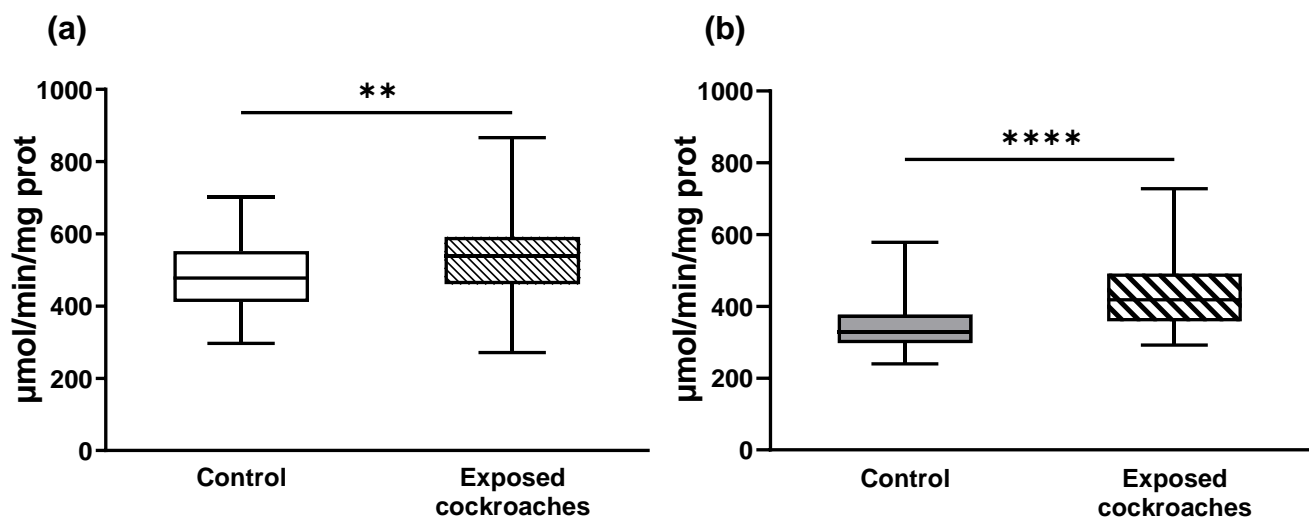 (a)
μmol/min/mg prot
1000
800
600
400
200
0
**
Control
Exposed
cockroaches
(b)
μmol/min/mg prot
1000
800
600
400
200
0
****
Control
Exposed
cockroaches